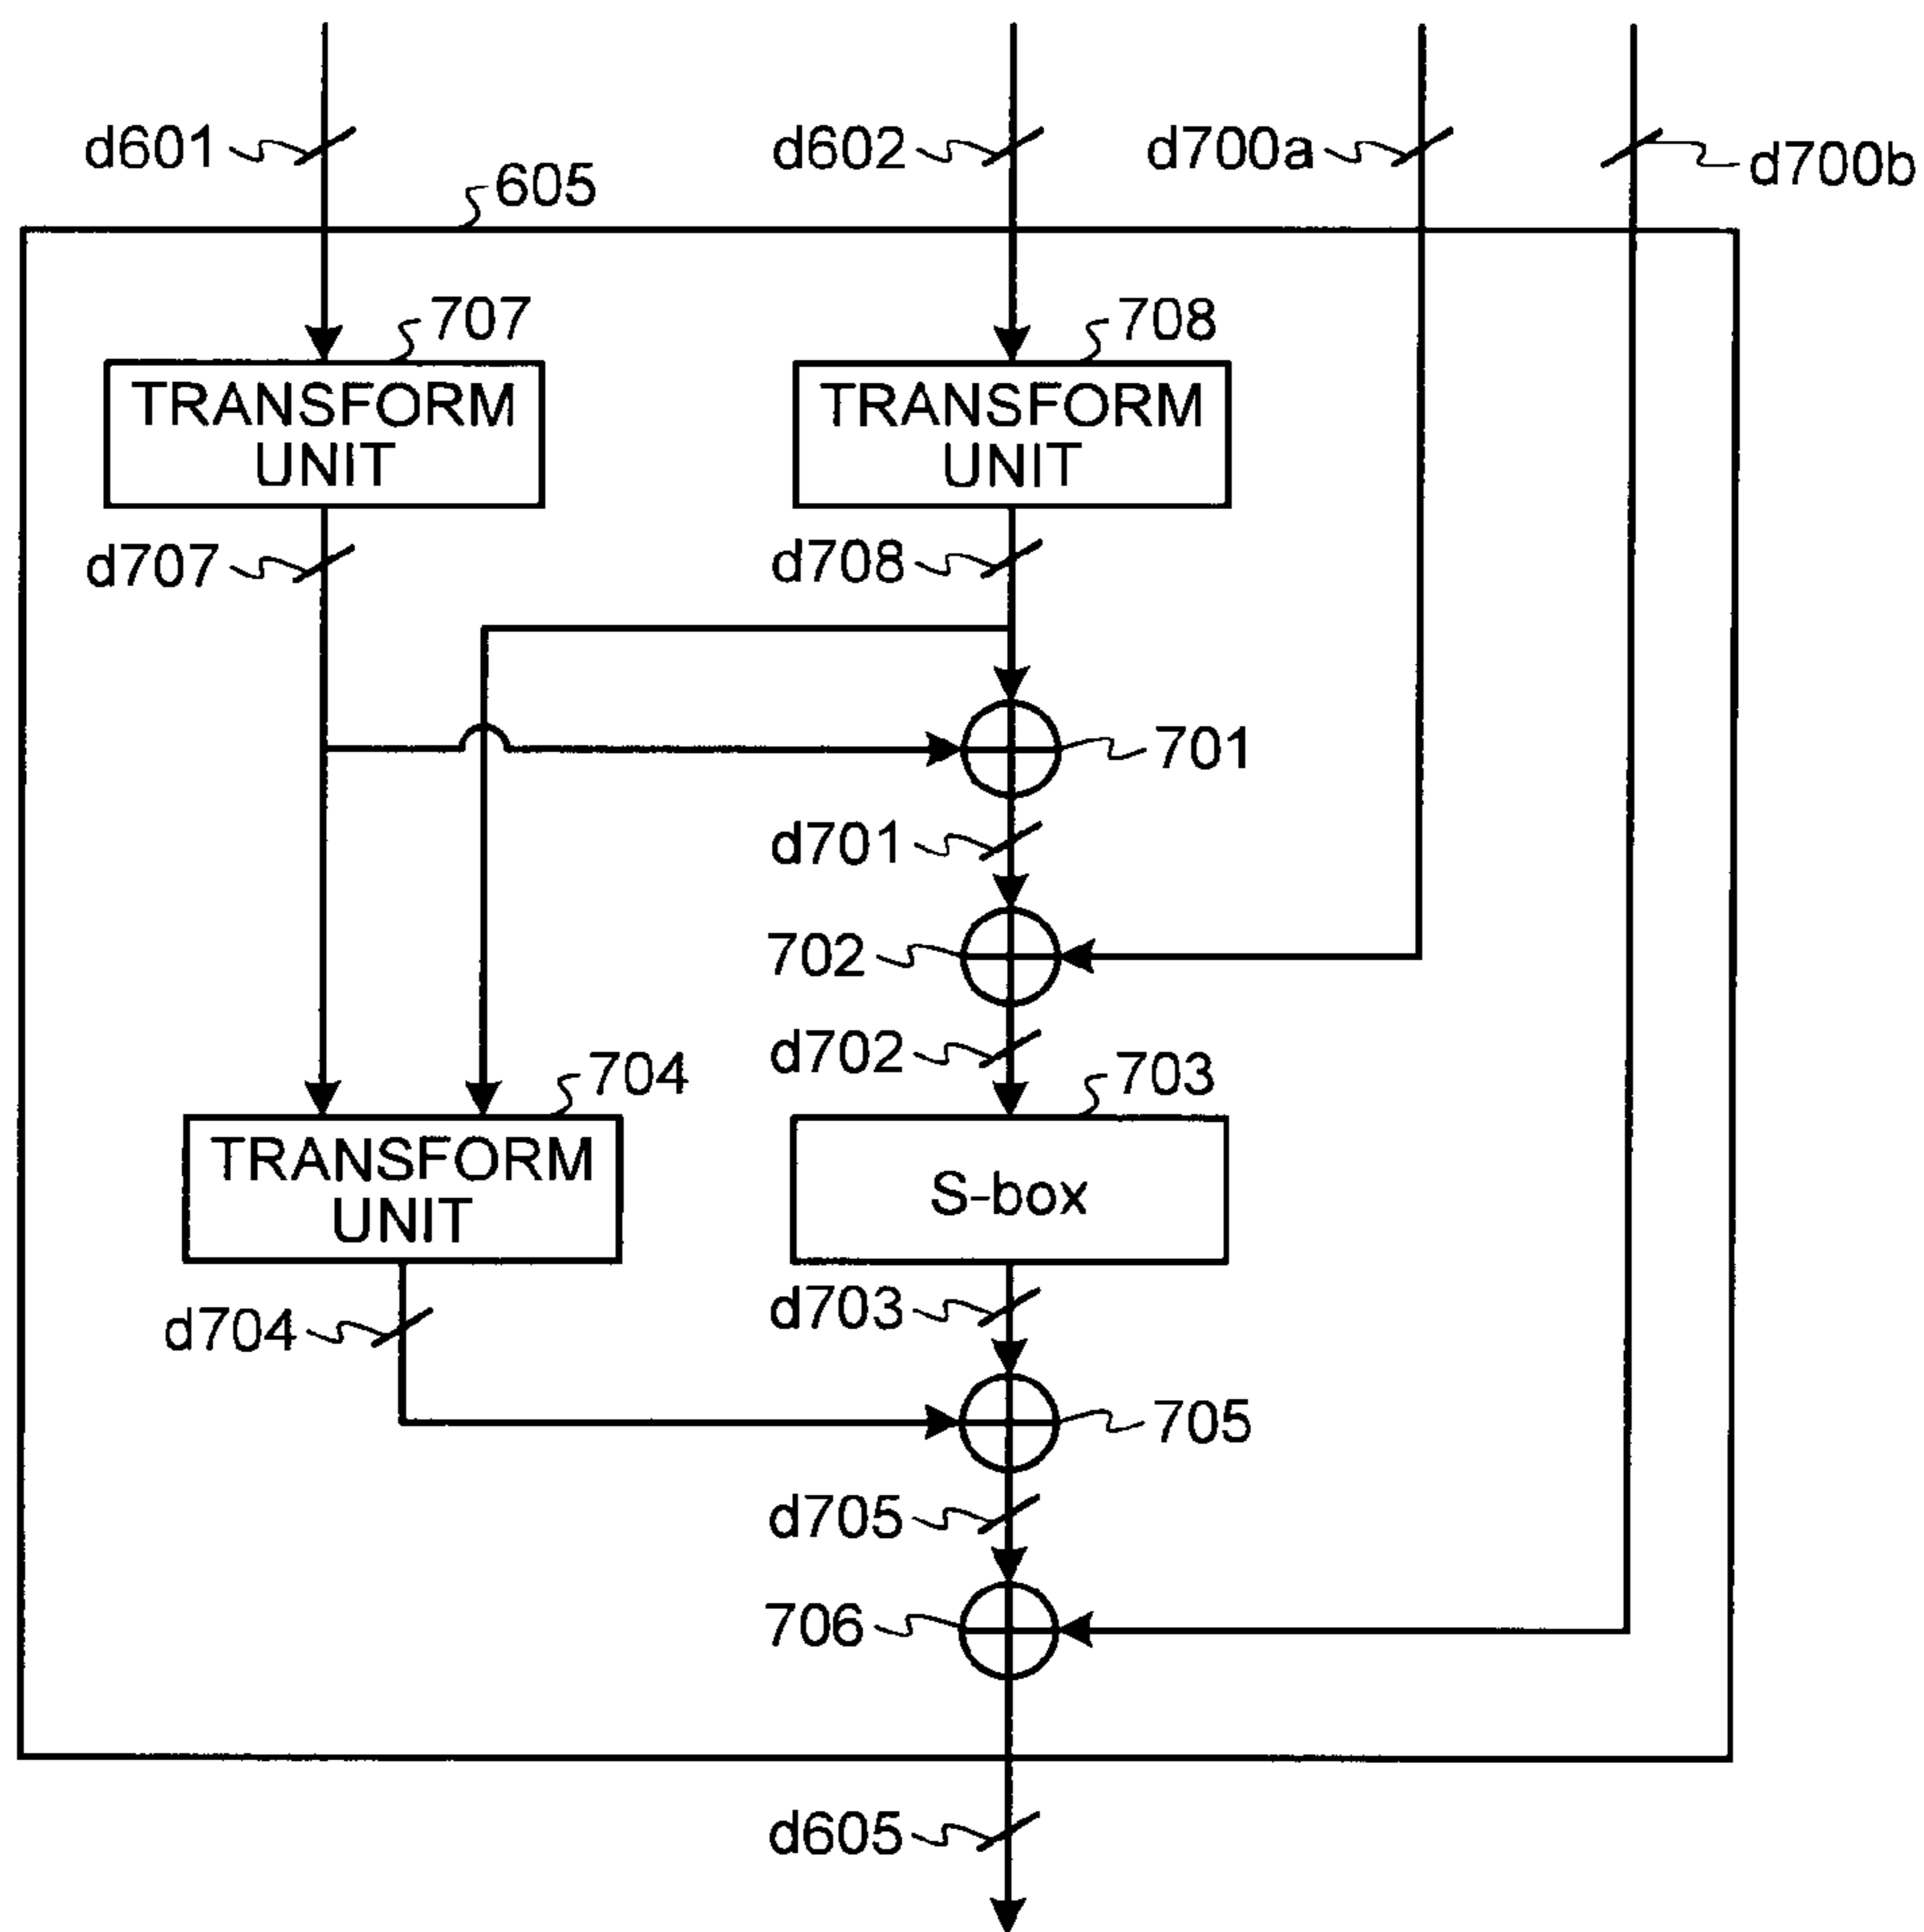 d601
d602
d700a
d700b
605
707
708
TRANSFORM
UNIT
TRANSFORM
UNIT
d707
d708
701
d701
702
d702
704
703
TRANSFORM
UNIT
S-box
d703
d704
705
d705
706
d605